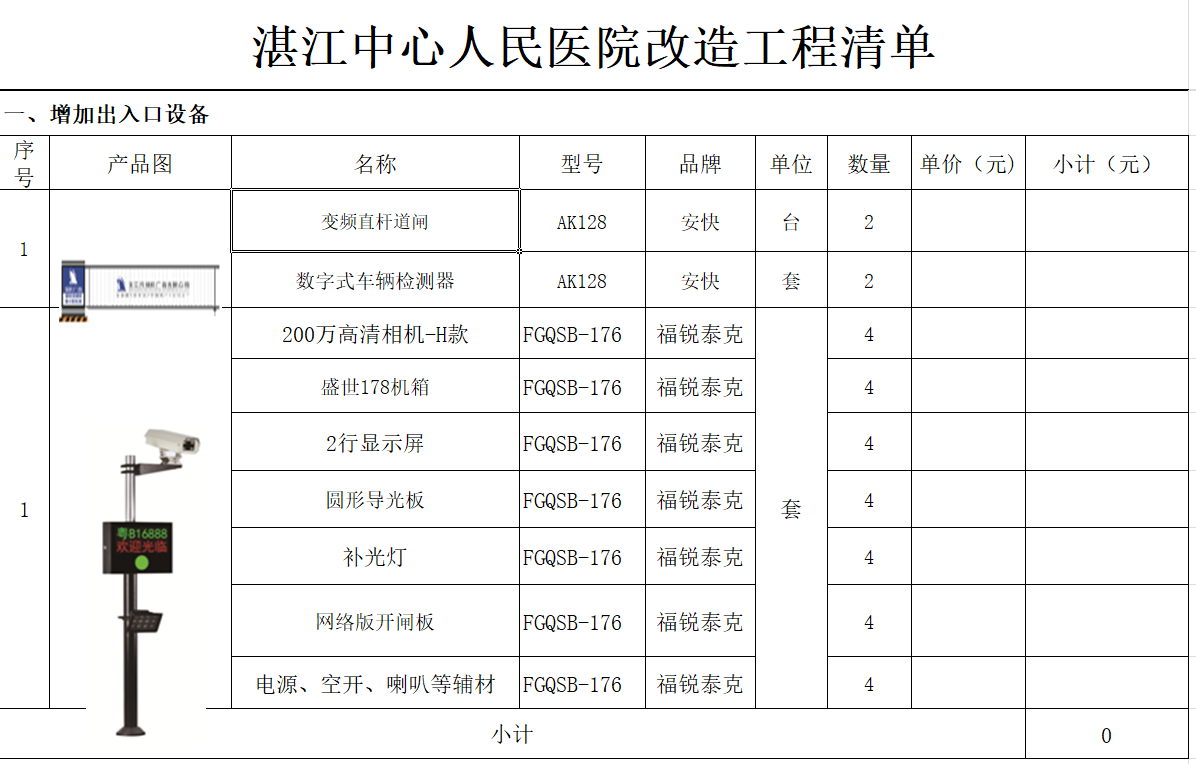 湛江中心人民医院改造工程清单
一、增加出入口设备
序号 产品图 名称 型号 品牌 单位 数量 单价（元） 小计（元）
1 变频直杆道闸 AK128 安快 台 2
数字式车辆检测器 AK128 安快 套 2
200万高清相机-H款 FGQSB-176 福锐泰克 4
盛世178机箱 FGQSB-176 福锐泰克 4
2行显示屏 FGQSB-176 福锐泰克 4
1 圆形导光板 FGQSB-176 福锐泰克 套 4
粤B16888
欢迎光临
补光灯 FGQSB-176 福锐泰克 4
网络版开闸板 FGQSB-176 福锐泰克 4
电源、空开、喇叭等辅材 FGQSB-176 福锐泰克 4
小计 0